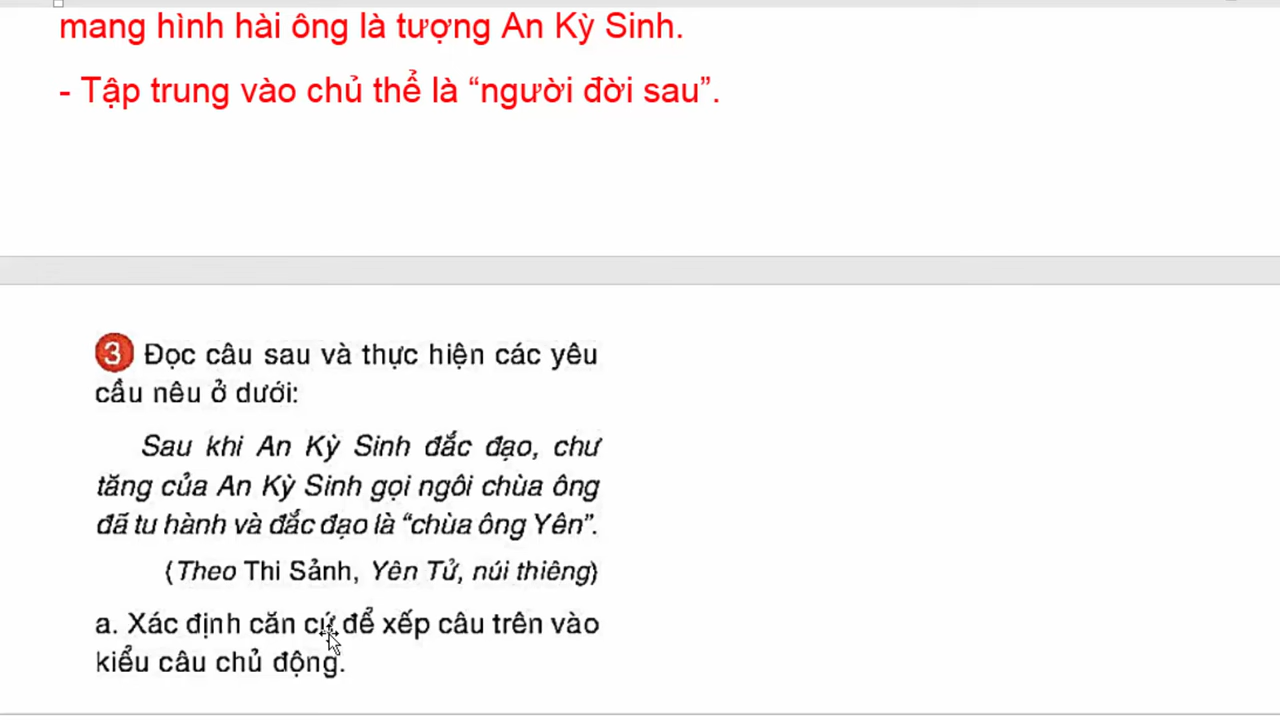 mang hình hài ông là tượng An Kỳ Sinh.
- Tập trung vào chủ thể là “người đời sau”.
3 Đọc câu sau và thực hiện các yêu
cầu nêu ở dưới:
Sau khi An Kỳ Sinh đắc đạo, chư
tăng của An Kỳ Sinh gọi ngôi chùa ông
đã tu hành và đắc đạo là “chùa ông Yên”.
(Theo Thi Sảnh, Yên Tử, núi thiêng)
a. Xác định căn cứ để xếp câu trên vào
kiểu câu chủ động.